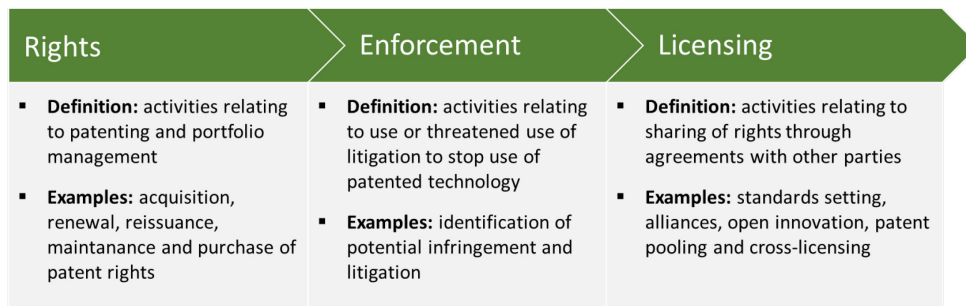 Rights
Enforcement
Licensing
▪ Definition: activities relating
to patenting and portfolio
management
▪ Examples: acquisition,
renewal, reissuance,
maintanance and purchase of
patent rights
▪ Definition: activities relating
to use or threatened use of
litigation to stop use of
patented technology
▪ Examples: identification of
potential infringement and
litigation
▪ Definition: activities relating to
sharing of rights through
agreements with other parties
▪ Examples: standards setting,
alliances, open innovation, patent
pooling and cross-licensing